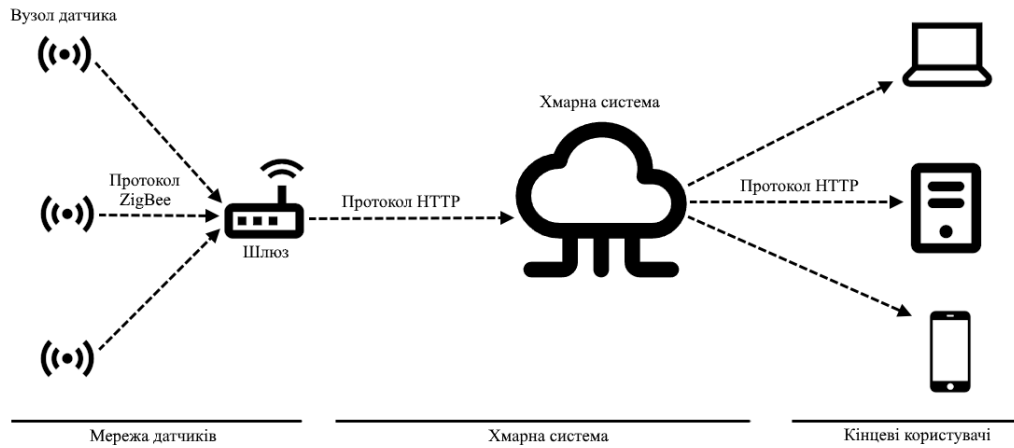 Вузол датчика
Хмарна система
Протокол
ZigBee
Протокол HTTP
Протокол HTTP
Шлюз
Мережа датчиків
Хмарна система
Кінцеві користувачі